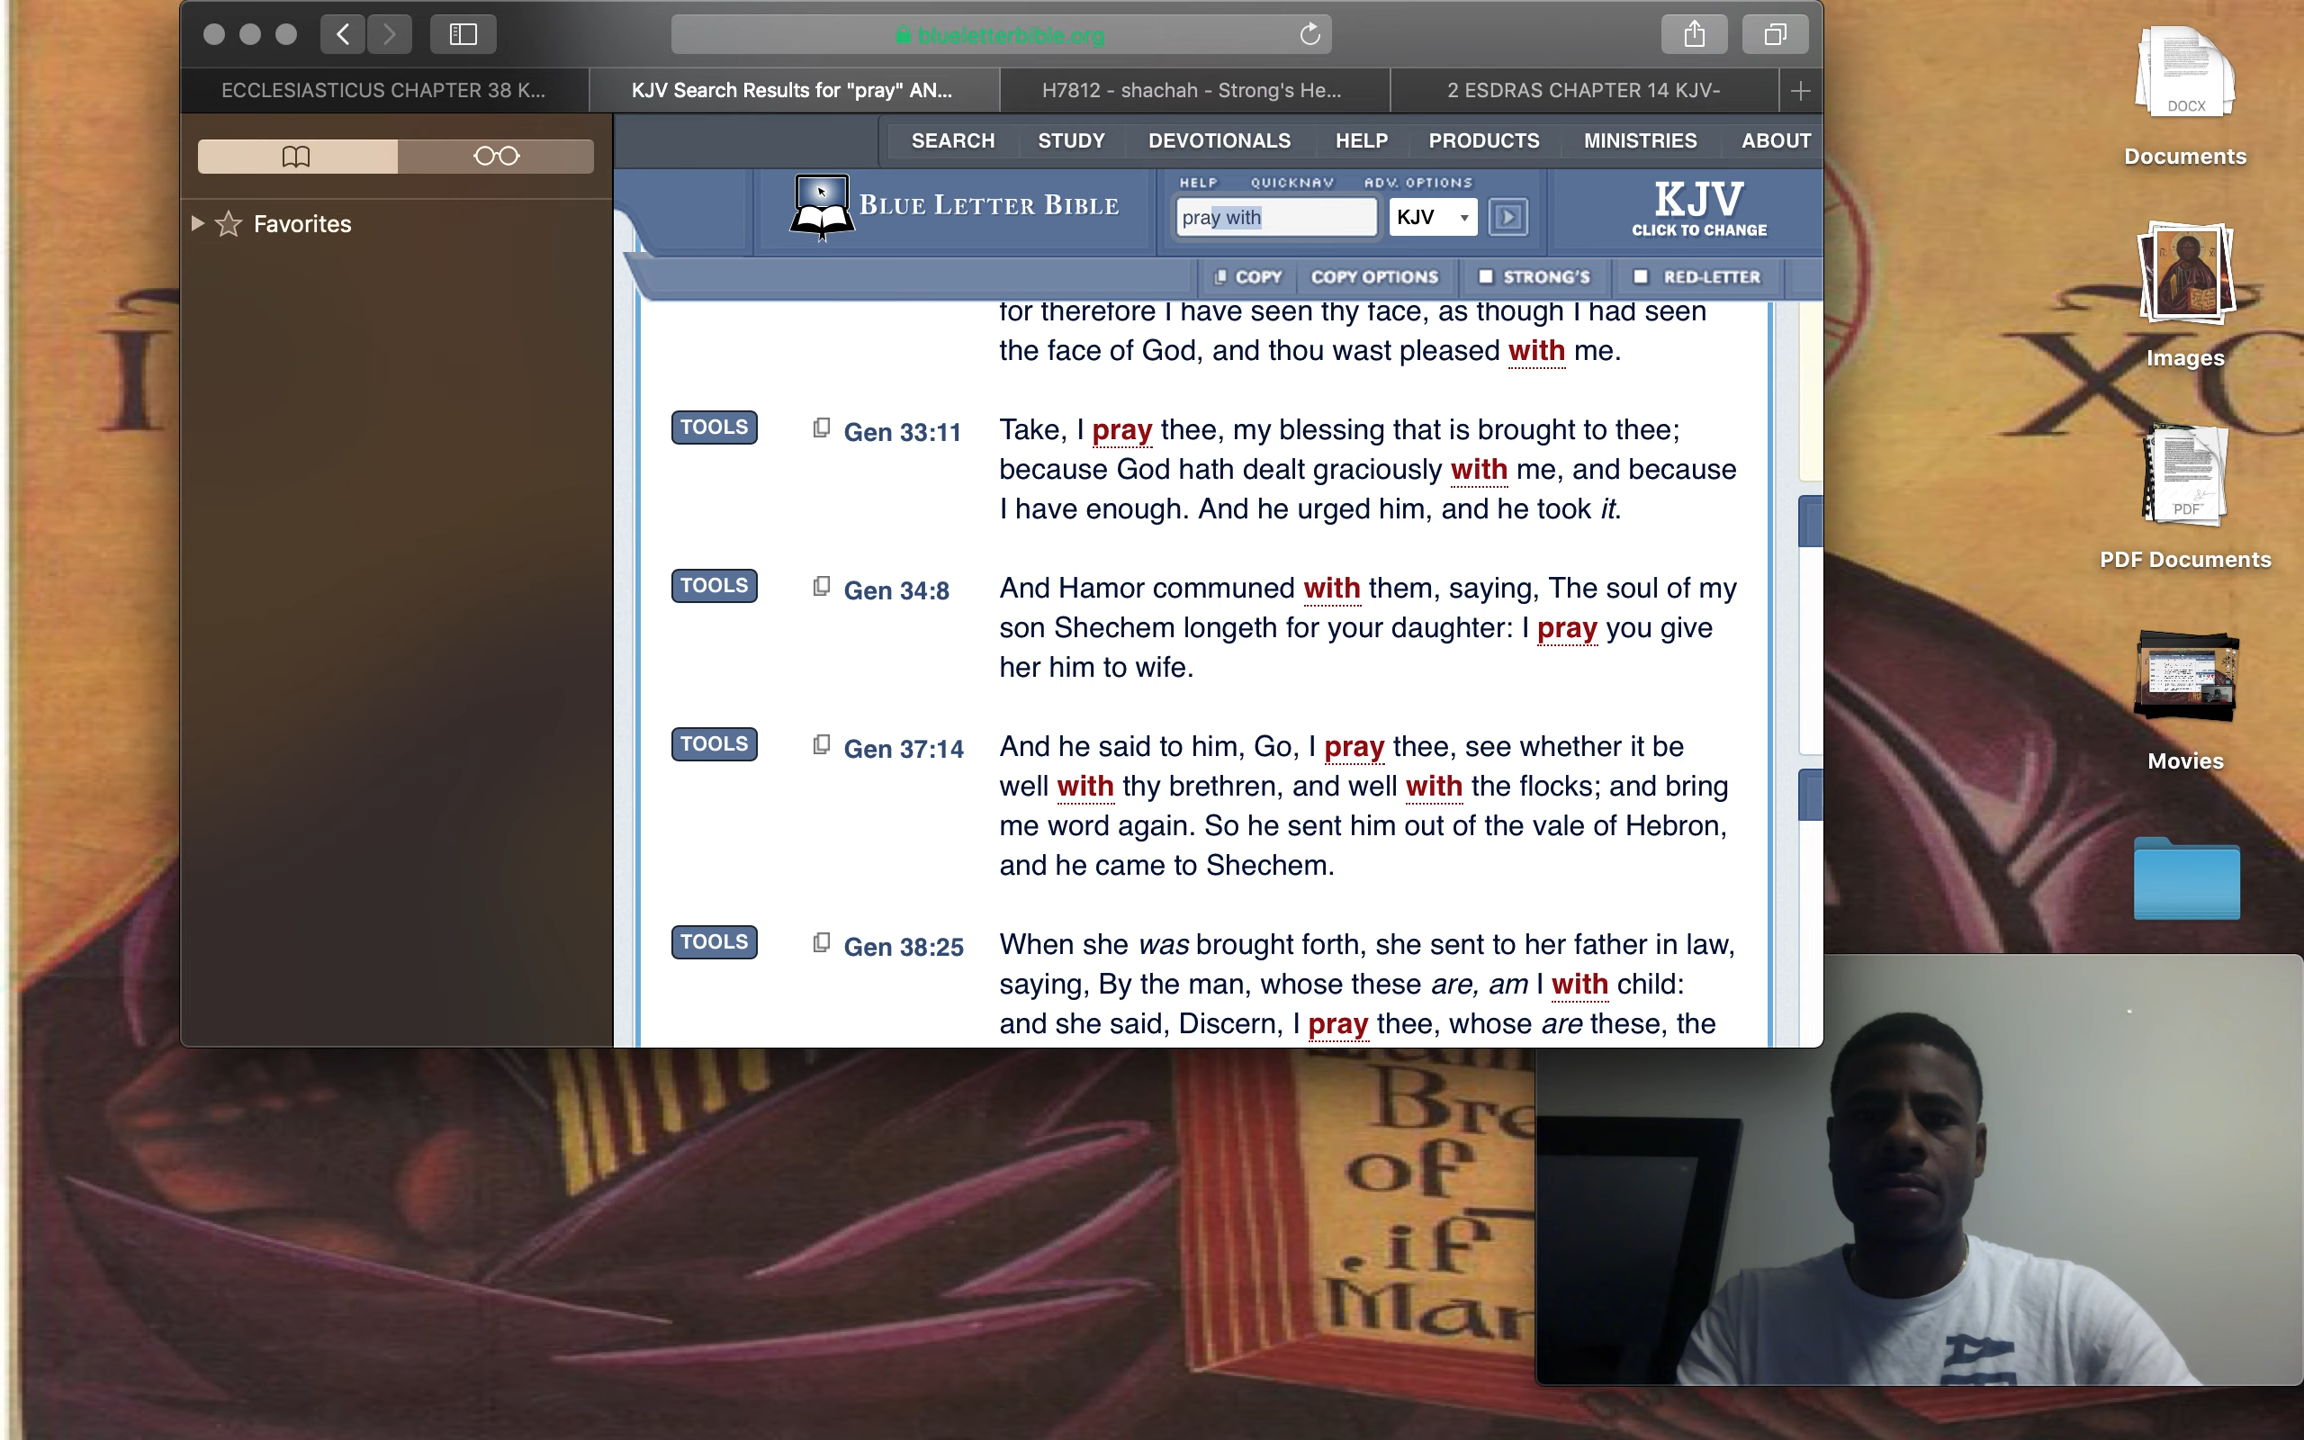 blueletterbible.org
ECCLESIASTICUS CHAPTER 38 K...
KJV Search Results for "pray" AN...
H7812 - shachah - Strong's He...
2 ESDRAS CHAPTER 14 KJV-
Favorites
SEARCH STUDY DEVOTIONALS HELP PRODUCTS MINISTRIES ABOUT
BLUE LETTER BIBLE
HELP QUICKNAV ADV. OPTIONS
pray with
KJV
KJV
CLICK TO CHANGE
COPY COPY OPTIONS STRONG'S RED-LETTER
for therefore I have seen thy face, as though I had seen
the face of God, and thou wast pleased with me.
TOOLS Gen 33:11 Take, I pray thee, my blessing that is brought to thee;
because God hath dealt graciously with me, and because
I have enough. And he urged him, and he took it.
TOOLS Gen 34:8 And Hamor communed with them, saying, The soul of my
son Shechem longeth for your daughter: I pray you give
her him to wife.
TOOLS Gen 37:14 And he said to him, Go, I pray thee, see whether it be
well with thy brethren, and well with the flocks; and bring
me word again. So he sent him out of the vale of Hebron,
and he came to Shechem.
TOOLS Gen 38:25 When she was brought forth, she sent to her father in law,
saying, By the man, whose these are, am I with child:
and she said, Discern, I pray thee, whose are these, the
DOCX
Documents
Images
PDF
PDF Documents
Movies
XC
Bre
of
.if
Mar